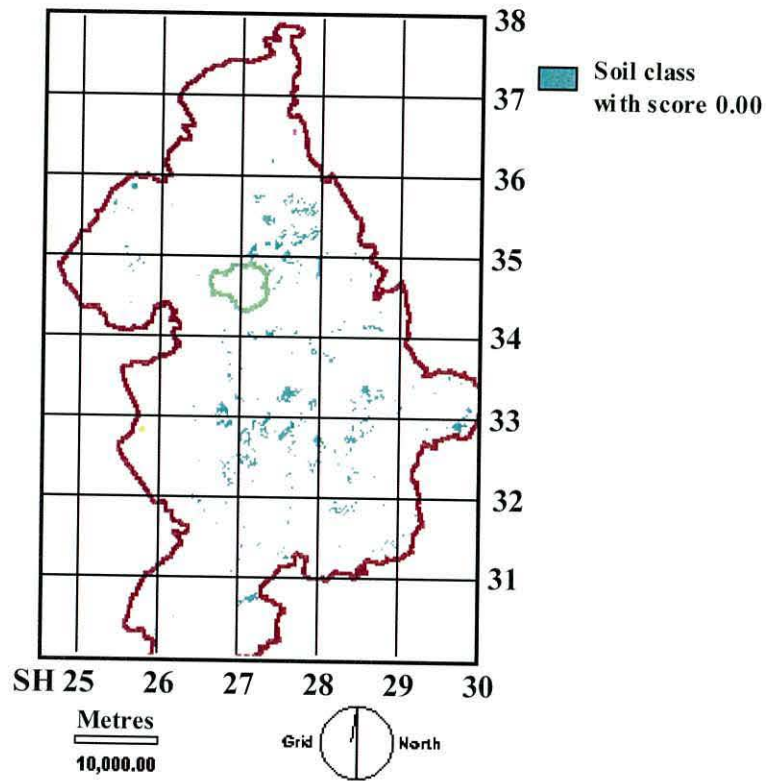 38
Soil class
with score 0.00
37
36
35
34
33
32
31
SH 25 26 27 28 29 30
Metres
10,000.00
Grid North